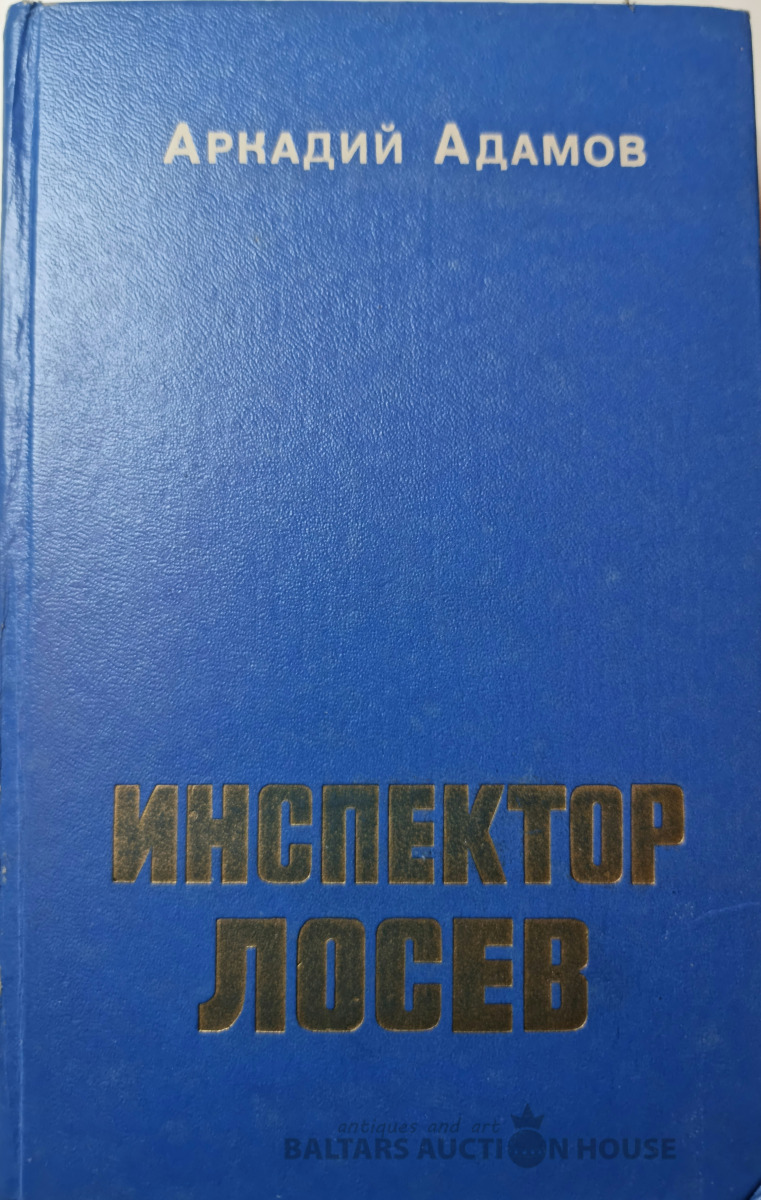 Аркадий Адамов
ИНСПЕКТОР
ЛОСЕВ
antiques and art
BALTARS AUCTION HOUSE